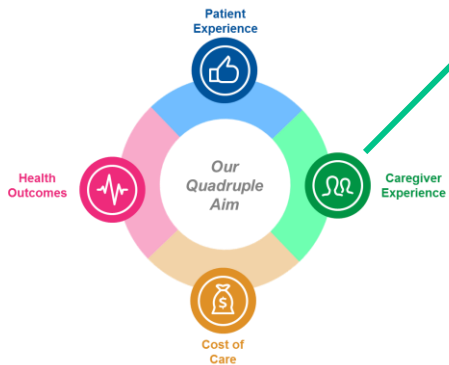 Patient
Experience
Our
Quadruple
Aim
Health
Outcomes
Caregiver
Experience
$
Cost of
Care